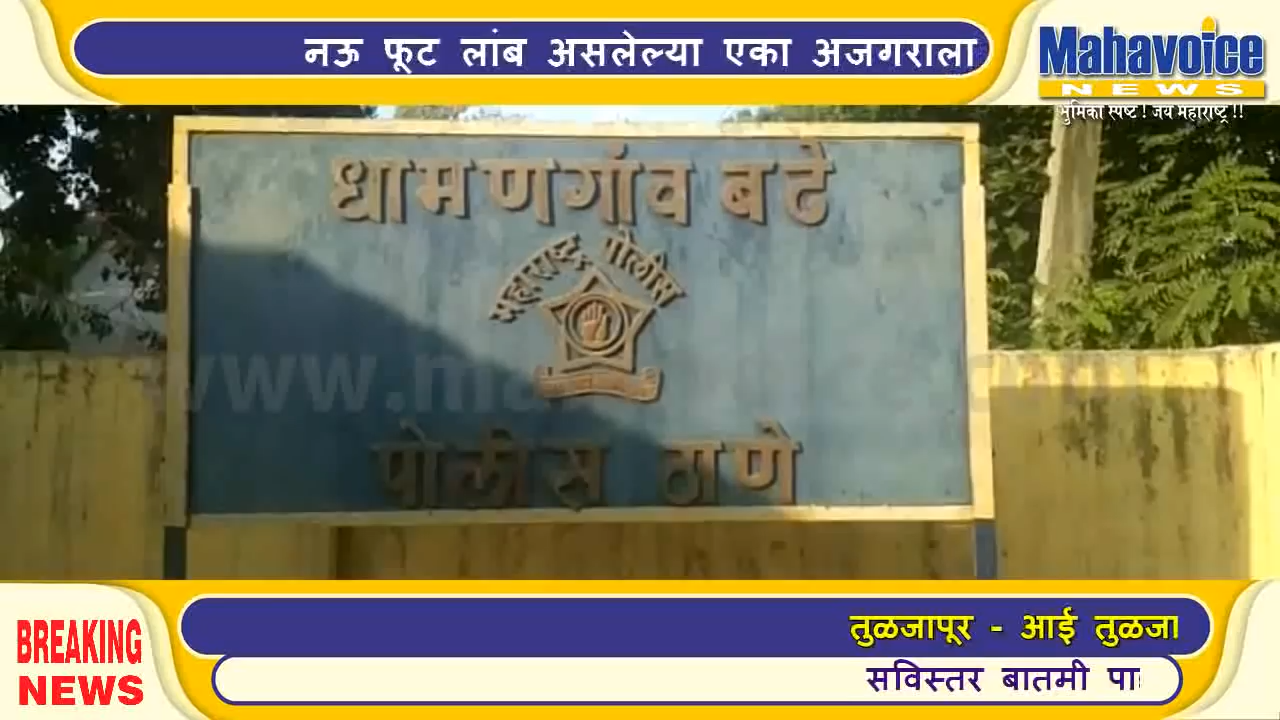 नऊ फूट लांब असलेल्या एका अजगराला
Mahavoice
NEWS
भुमिका स्पष्ट ! जय महाराष्ट्र !!
धामणगांव बढे
महाराष्ट्र पोलीस
पोलीस ठाणे
BREAKING
NEWS
तुळजापूर - आई तुळजा
सविस्तर बातमी पा